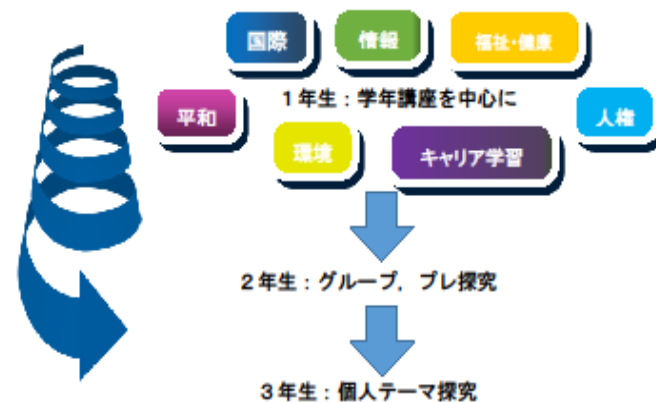 国際
情報
福祉・健康
1年生：学年講座を中心に
平和
人権
環境
キャリア学習
2年生：グループ，プレ探究
3年生：個人テーマ探究